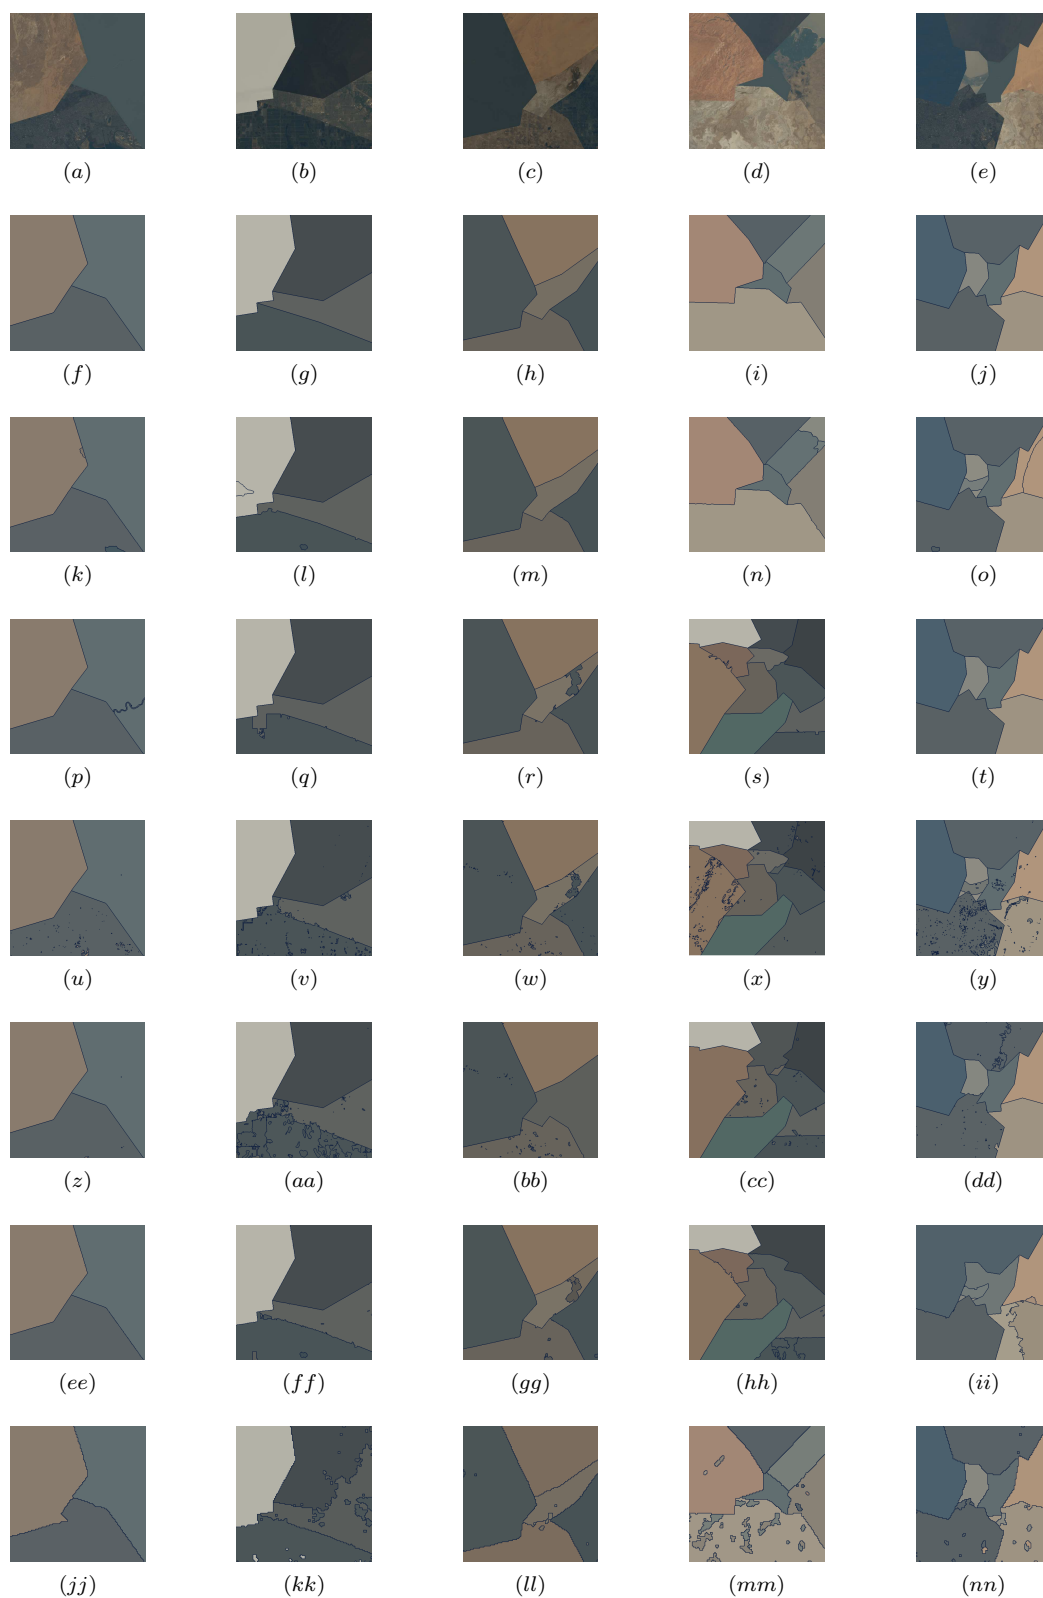 (a) (b) (c) (d) (e)
(f) (g) (h) (i) (j)
(k) (l) (m) (n) (o)
(p) (q) (r) (s) (t)
(u) (v) (w) (x) (y)
(z) (aa) (bb) (cc) (dd)
(ee) (ff) (gg) (hh) (ii)
(jj) (kk) (ll) (mm) (nn)